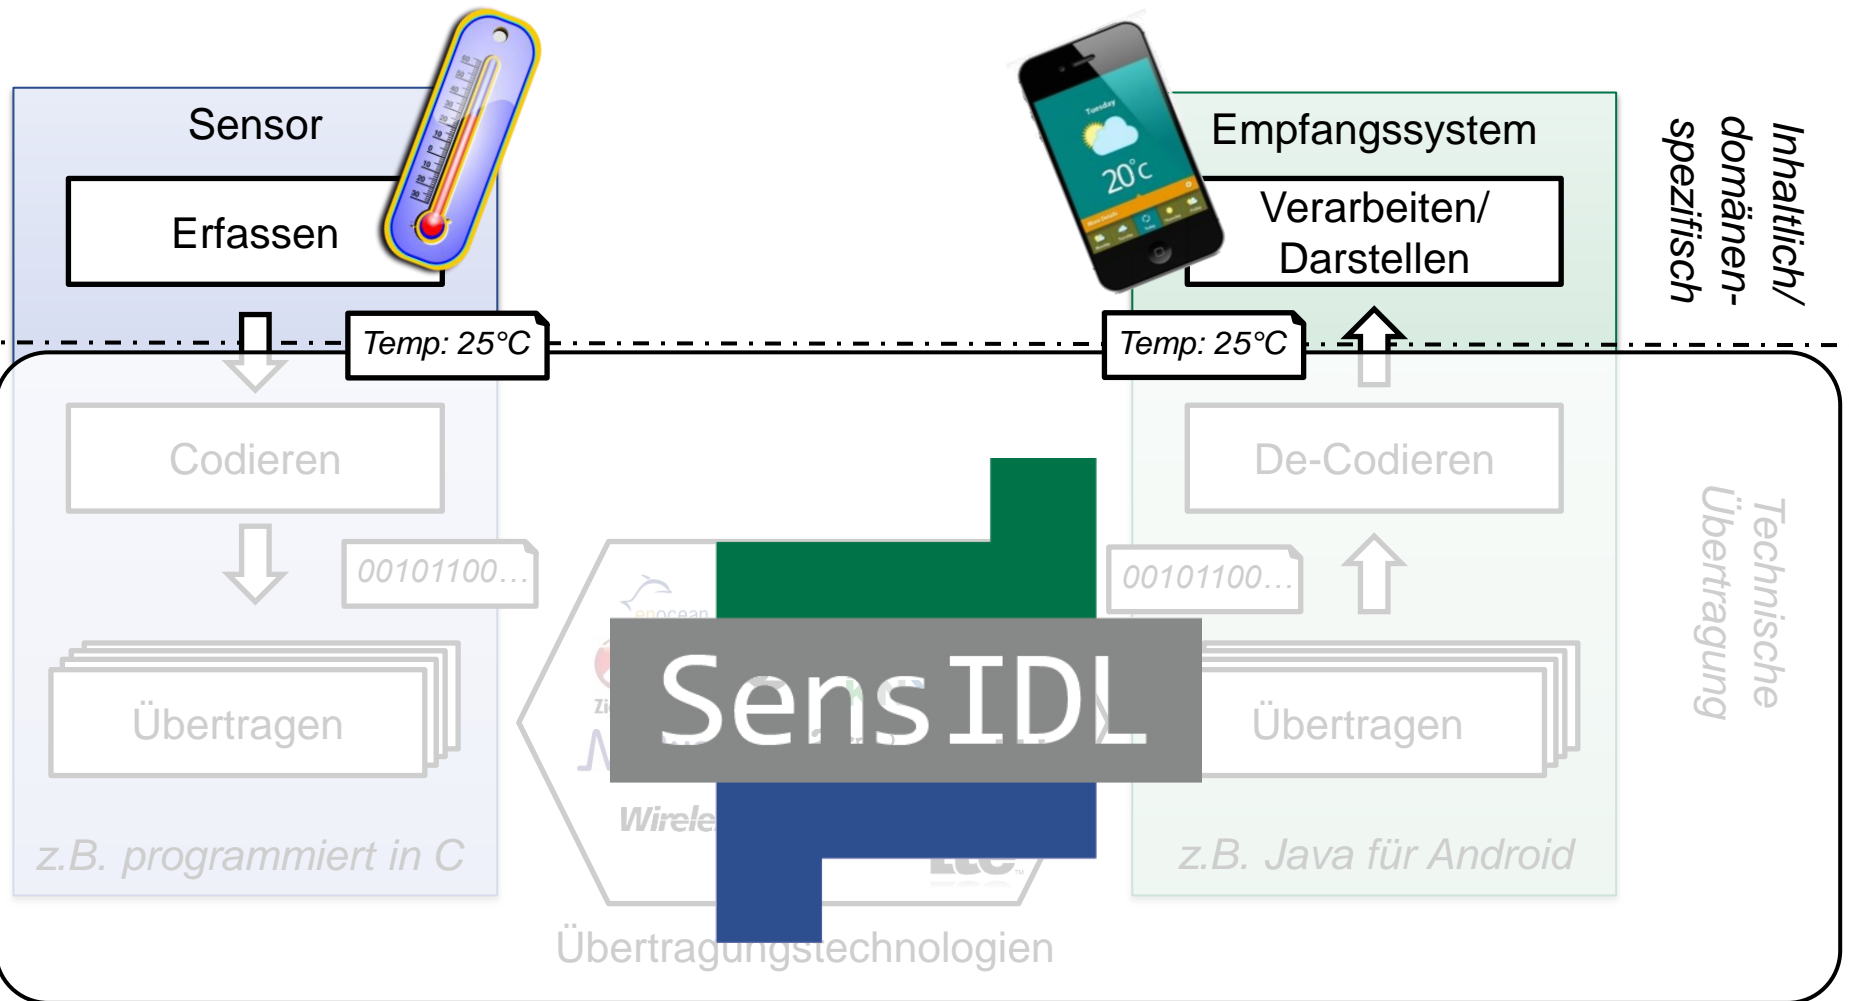 Sensor
Erfassen
Temp: 25°C
Codieren
00101100…
Übertragen
z.B. programmiert in C
Tuesday
20°C
Empfangssystem
Verarbeiten/
Darstellen
Temp: 25°C
De-Codieren
00101100…
Übertragen
z.B. Java für Android
enocean
SensIDL
Übertragungstechnologien
Inhaltlich/
domänen-
spezifisch
Technische
Übertragung